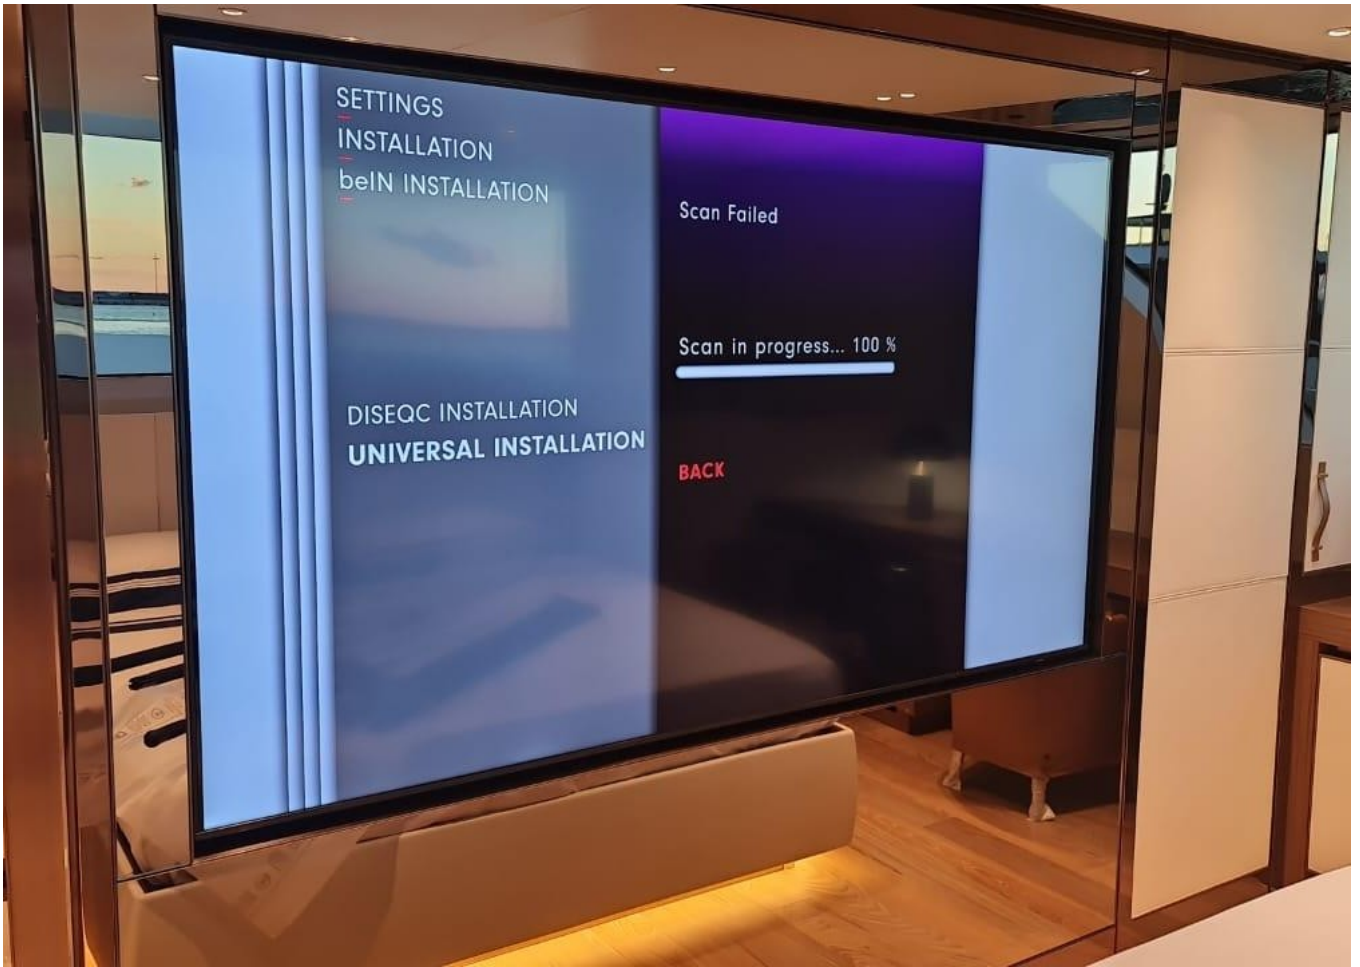 SETTINGS
INSTALLATION
beIN INSTALLATION
DISEQC INSTALLATION
UNIVERSAL INSTALLATION
Scan Failed
Scan in progress... 100 %
BACK